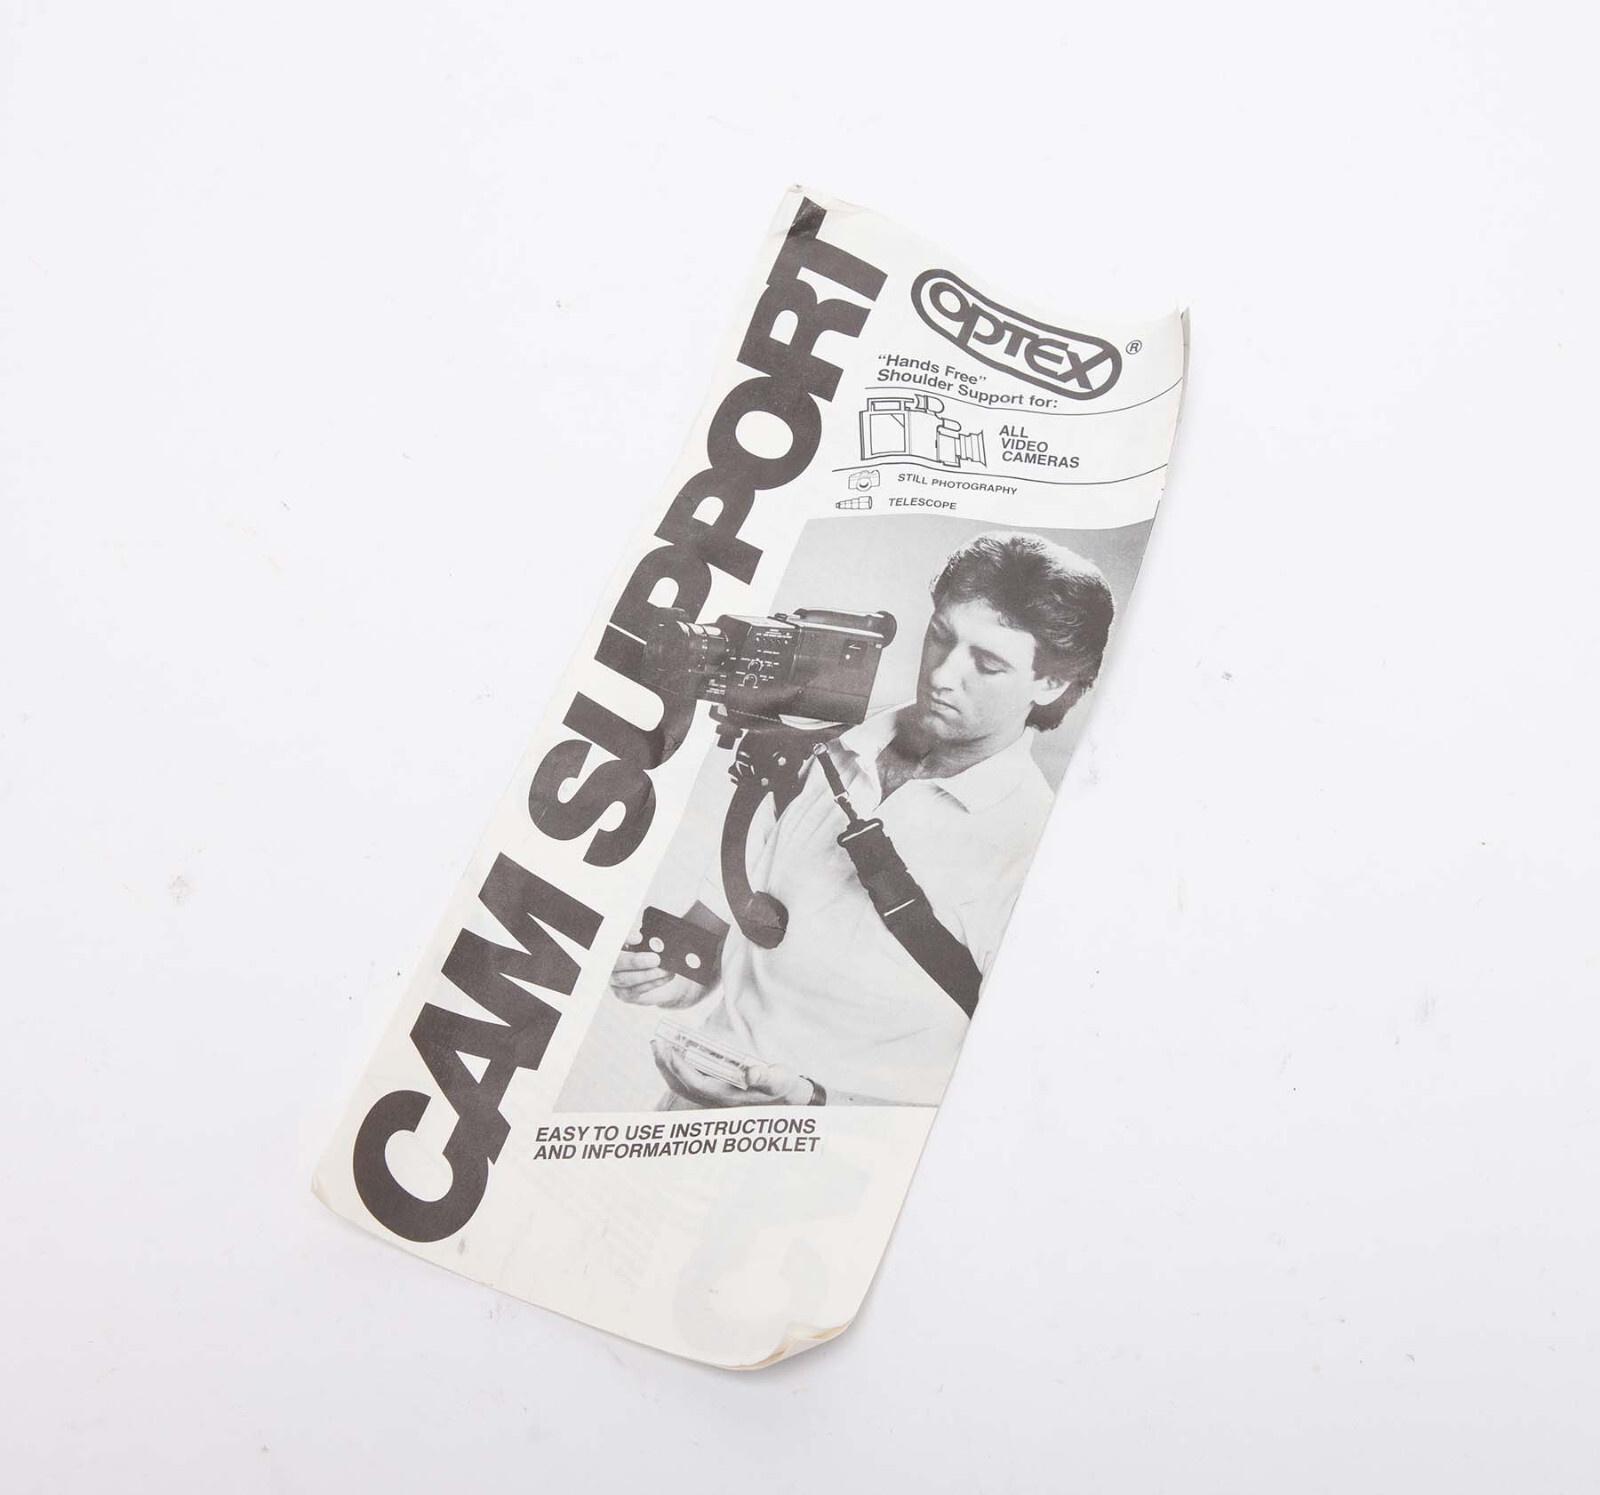 CAM SUPPORT
OPTEX®
“Hands Free”
Shoulder Support for:
ALL
VIDEO
CAMERAS
STILL PHOTOGRAPHY
TELESCOPE
EASY TO USE INSTRUCTIONS
AND INFORMATION BOOKLET